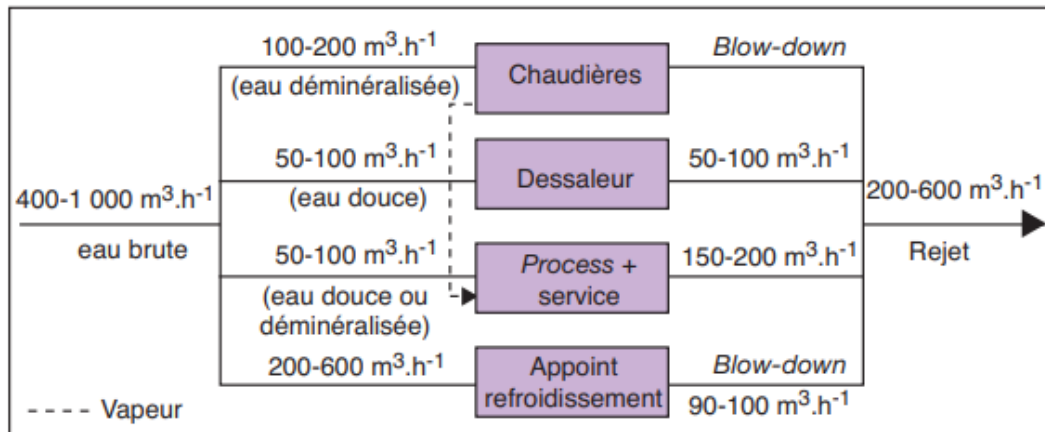 100-200 m³.h⁻¹
(eau déminéralisée)
Chaudières
Blow-down
50-100 m³.h⁻¹
(eau douce)
Dessaleur
50-100 m³.h⁻¹
400-1 000 m³.h⁻¹
eau brute
200-600 m³.h⁻¹
Rejet
50-100 m³.h⁻¹
(eau douce ou
déminéralisée)
Process +
service
150-200 m³.h⁻¹
200-600 m³.h⁻¹
Appoint
refroidissement
Blow-down
90-100 m³.h⁻¹
---- Vapeur